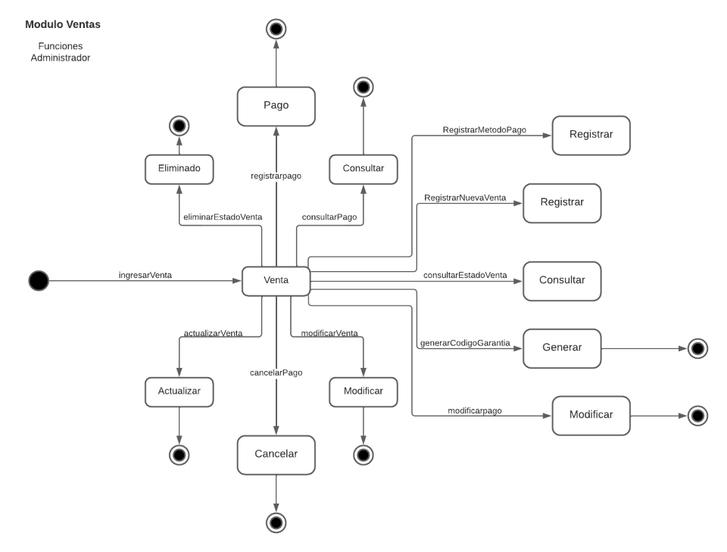 Modulo Ventas
Funciones
Administrador
Pago
RegistrarMetodoPago
Registrar
Eliminado
registrarpago
Consultar
RegistrarNuevaVenta
Registrar
eliminarEstadoVenta
consultarPago
ingresarVenta
Venta
consultarEstadoVenta
Consultar
actualizarVenta
modificarVenta
generarCodigoGarantia
Generar
cancelarPago
Actualizar
Modificar
modificarpago
Modificar
Cancelar